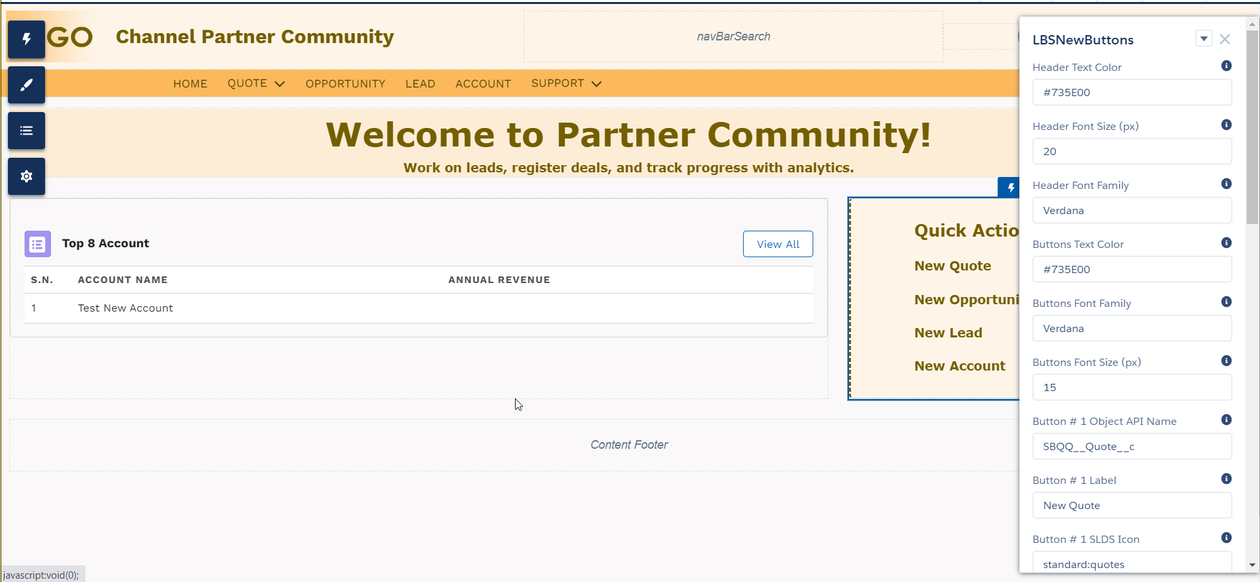 GO
Channel Partner Community
navBarSearch
HOME QUOTE OPPORTUNITY LEAD ACCOUNT SUPPORT
Welcome to Partner Community!
Work on leads, register deals, and track progress with analytics.
Top 8 Account
View All
S.N. ACCOUNT NAME ANNUAL REVENUE
1 Test New Account
Quick Actio
New Quote
New Opportuni
New Lead
New Account
Content Footer
LBSNewButtons
Header Text Color
#735E00
Header Font Size (px)
20
Header Font Family
Verdana
Buttons Text Color
#735E00
Buttons Font Family
Verdana
Buttons Font Size (px)
15
Button # 1 Object API Name
SBQQ__Quote__c
Button # 1 Label
New Quote
Button # 1 SLDS Icon
standard:quotes
javascript:void(0);